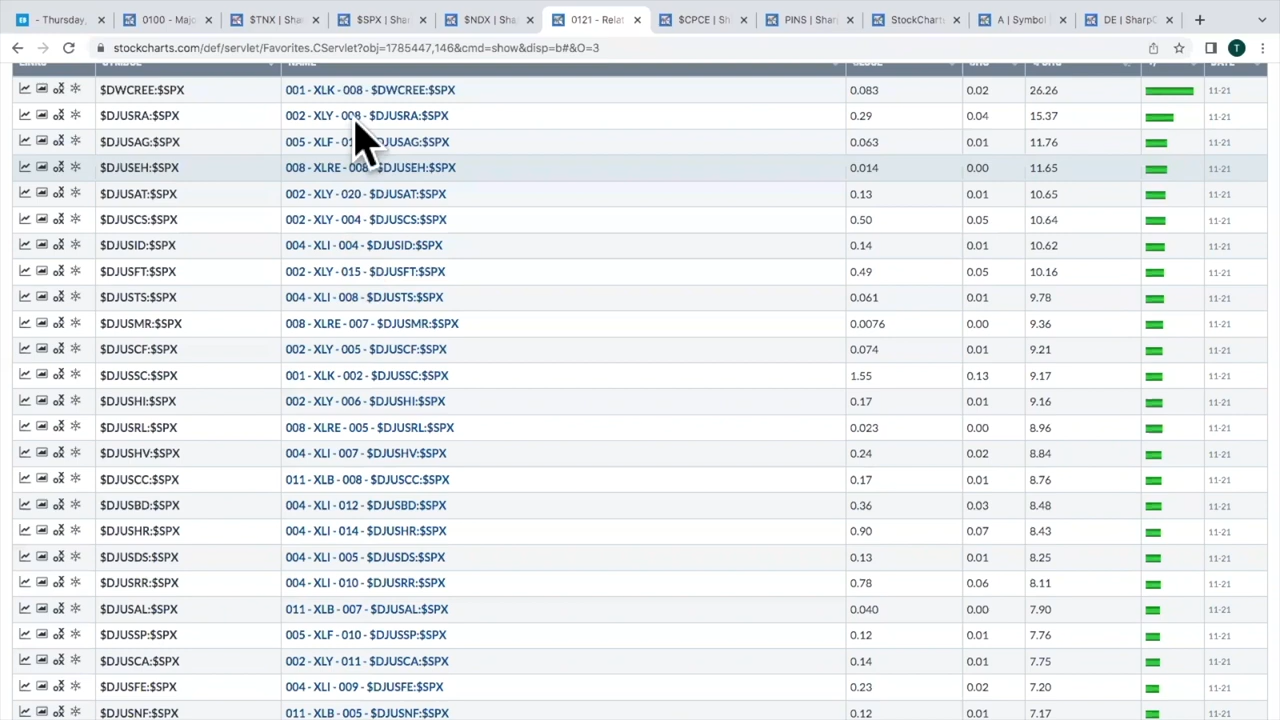 - Thursday, 0100 - Majo $TNX | Sha $SPX | Shar $NDX | Sha 0121 - Relat $CPCE | Sh PINS | Shar StockChart A | Symbol DE | SharpC
stockcharts.com/def/servlet/Favorites.CServlet?obj=1785447,146&cmd=show&disp=b#&O=3 T
$DWCREE:$SPX 001 - XLK - 008 - $DWCREE:$SPX 0.083 0.02 26.26 11-21
$DJUSRA:$SPX 002 - XLY - 008 - $DJUSRA:$SPX 0.29 0.04 15.37 11-21
$DJUSAG:$SPX 005 - XLF - $DJUSAG:$SPX 0.063 0.01 11.76 11-21
$DJUSEH:$SPX 008 - XLRE - 008 - $DJUSEH:$SPX 0.014 0.00 11.65 11-21
$DJUSAT:$SPX 002 - XLY - 020 - $DJUSAT:$SPX 0.13 0.01 10.65 11-21
$DJUSCS:$SPX 002 - XLY - 004 - $DJUSCS:$SPX 0.50 0.05 10.64 11-21
$DJUSID:$SPX 004 - XLI - 004 - $DJUSID:$SPX 0.14 0.01 10.62 11-21
$DJUSFT:$SPX 002 - XLY - 015 - $DJUSFT:$SPX 0.49 0.05 10.16 11-21
$DJUSTS:$SPX 004 - XLI - 008 - $DJUSTS:$SPX 0.061 0.01 9.78 11-21
$DJUSMR:$SPX 008 - XLRE - 007 - $DJUSMR:$SPX 0.0076 0.00 9.36 11-21
$DJUSCF:$SPX 002 - XLY - 005 - $DJUSCF:$SPX 0.074 0.01 9.21 11-21
$DJUSSC:$SPX 001 - XLK - 002 - $DJUSSC:$SPX 1.55 0.13 9.17 11-21
$DJUSHI:$SPX 002 - XLY - 006 - $DJUSHI:$SPX 0.17 0.01 9.16 11-21
$DJUSRL:$SPX 008 - XLRE - 005 - $DJUSRL:$SPX 0.023 0.00 8.96 11-21
$DJUSHV:$SPX 004 - XLI - 007 - $DJUSHV:$SPX 0.24 0.02 8.84 11-21
$DJUSCC:$SPX 011 - XLB - 008 - $DJUSCC:$SPX 0.17 0.01 8.76 11-21
$DJUSBD:$SPX 004 - XLI - 012 - $DJUSBD:$SPX 0.36 0.03 8.48 11-21
$DJUSHR:$SPX 004 - XLI - 014 - $DJUSHR:$SPX 0.90 0.07 8.43 11-21
$DJUSDS:$SPX 004 - XLI - 005 - $DJUSDS:$SPX 0.13 0.01 8.25 11-21
$DJUSRR:$SPX 004 - XLI - 010 - $DJUSRR:$SPX 0.78 0.06 8.11 11-21
$DJUSAL:$SPX 011 - XLB - 007 - $DJUSAL:$SPX 0.040 0.00 7.90 11-21
$DJUSSP:$SPX 005 - XLF - 010 - $DJUSSP:$SPX 0.12 0.01 7.76 11-21
$DJUSCA:$SPX 002 - XLY - 011 - $DJUSCA:$SPX 0.14 0.01 7.75 11-21
$DJUSFE:$SPX 004 - XLI - 009 - $DJUSFE:$SPX 0.23 0.02 7.20 11-21
$DJUSNF:$SPX 011 - XLB - 005 - $DJUSNF:$SPX 0.12 0.01 7.17 11-21